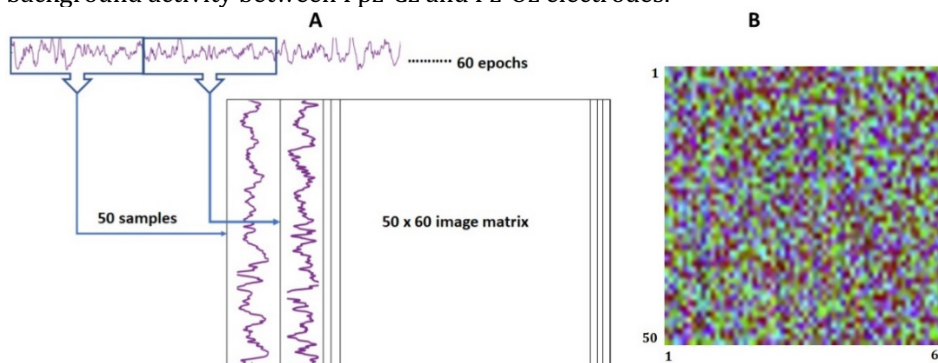 background activity between Fpz-Cz and Pz-Oz electrodes.
A
B
.......... 60 epochs
1
50 samples
50 x 60 image matrix
50
1